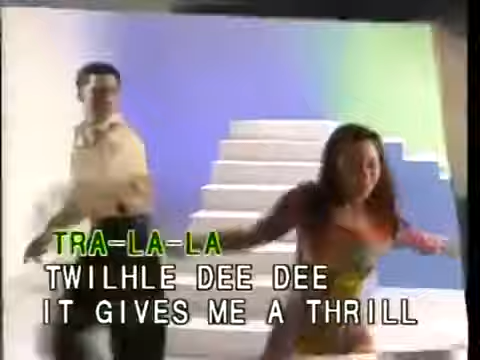 TRA-LA-LA
TWILHLE DEE DEE
IT GIVES ME A THRILL